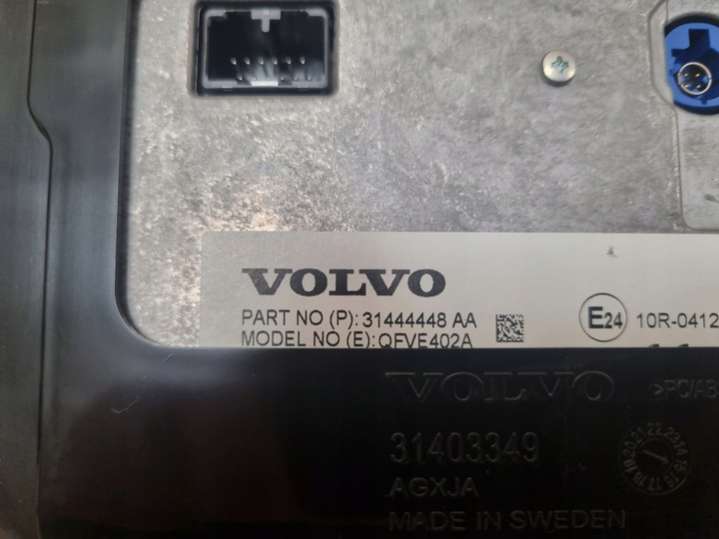 VOLVO
PART NO (P): 31444448 AA
MODEL NO (E): QFVE402A
E24
10R-0412
VOLVO
31403349
AGXJA
MADE IN SWEDEN